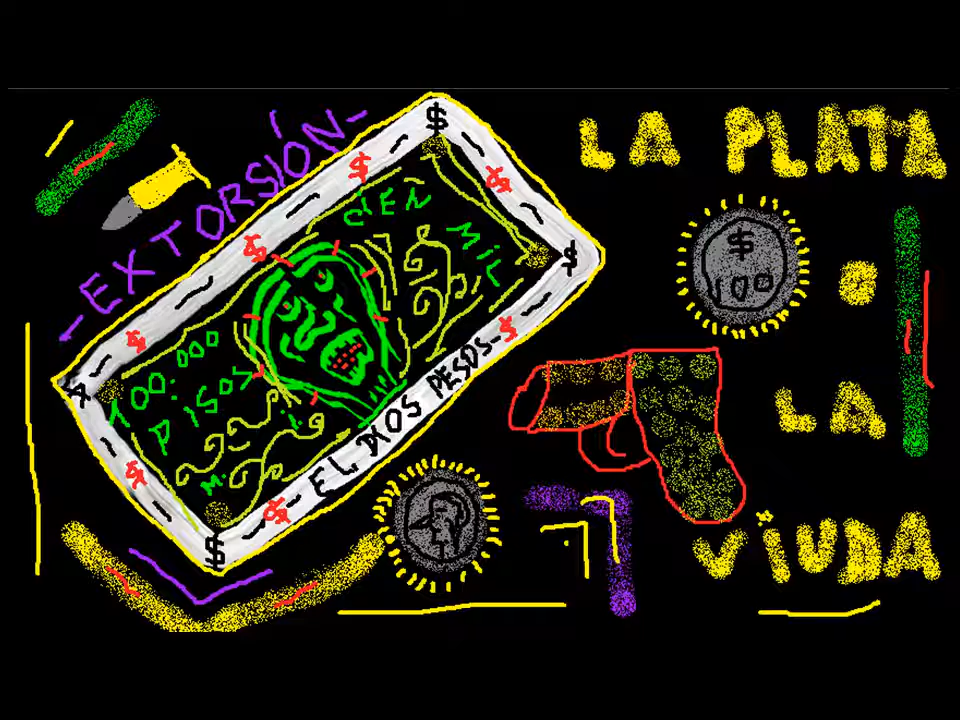 -EXTORSIÓN-
LA PLATA
O
LA
VIUDA
$
$
$
$
$
CIEN
MIL
$ 100
100:000
PISOS
$
$
$
-EL DIOS PESOS-$
$